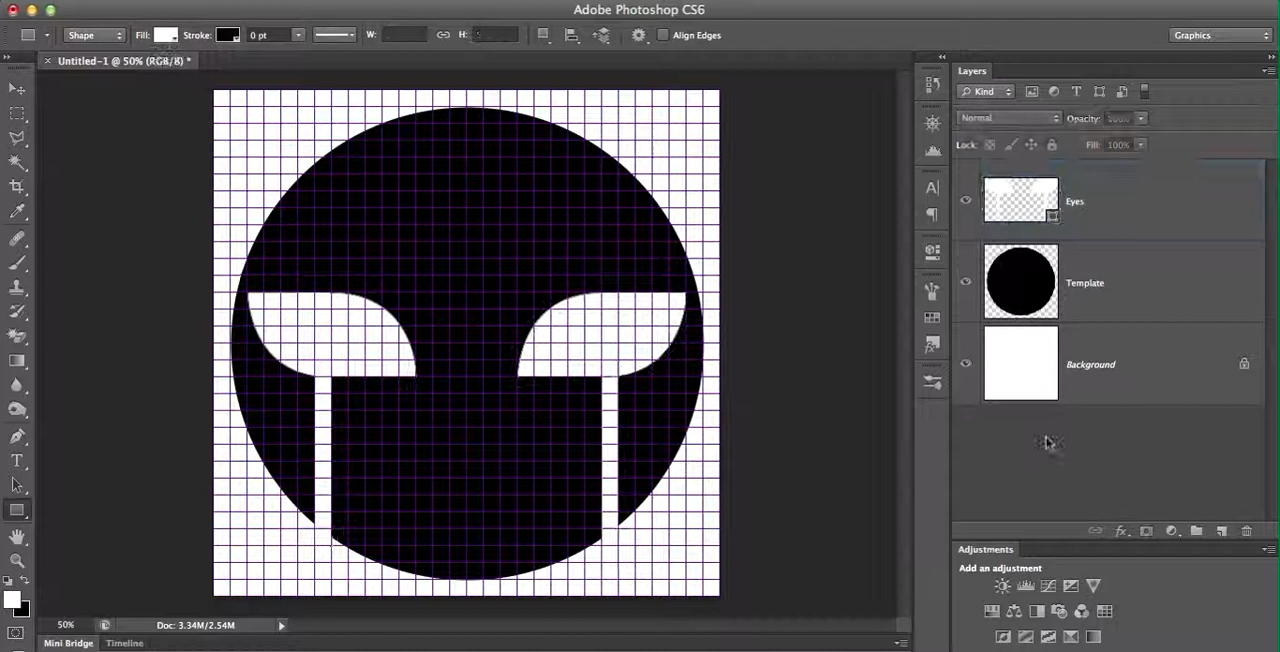 Adobe Photoshop CS6
Shape Fill: Stroke: 0 pt W: H: Align Edges Graphics
× Untitled-1 @ 50% (RGB/8) *
Layers
Kind T
Normal Opacity: 100%
Lock: Fill: 100%
A
Eyes
Template
Background
T
fx
Adjustments
Add an adjustment
50% Doc: 3.34M/2.54M
Mini Bridge Timeline